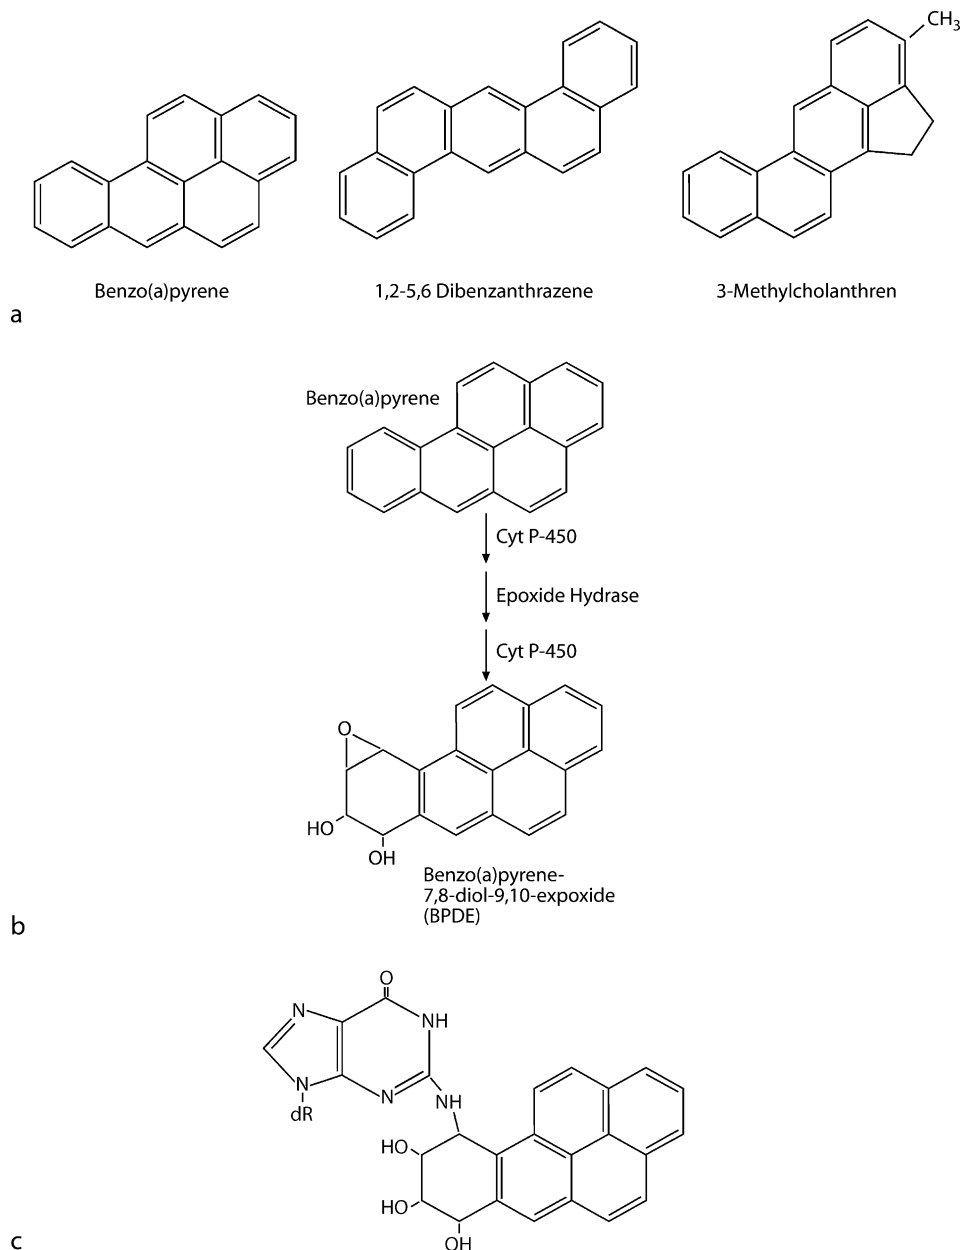 CH3
Benzo(a)pyrene
1,2-5,6 Dibenzanthrazene
3-Methylcholanthren
a
Benzo(a)pyrene
Cyt P-450
Epoxide Hydrase
Cyt P-450
O
HO
OH
Benzo(a)pyrene-
7,8-diol-9,10-expoxide
(BPDE)
b
O
N
NH
N
N
NH
dR
HO
HO
OH
c